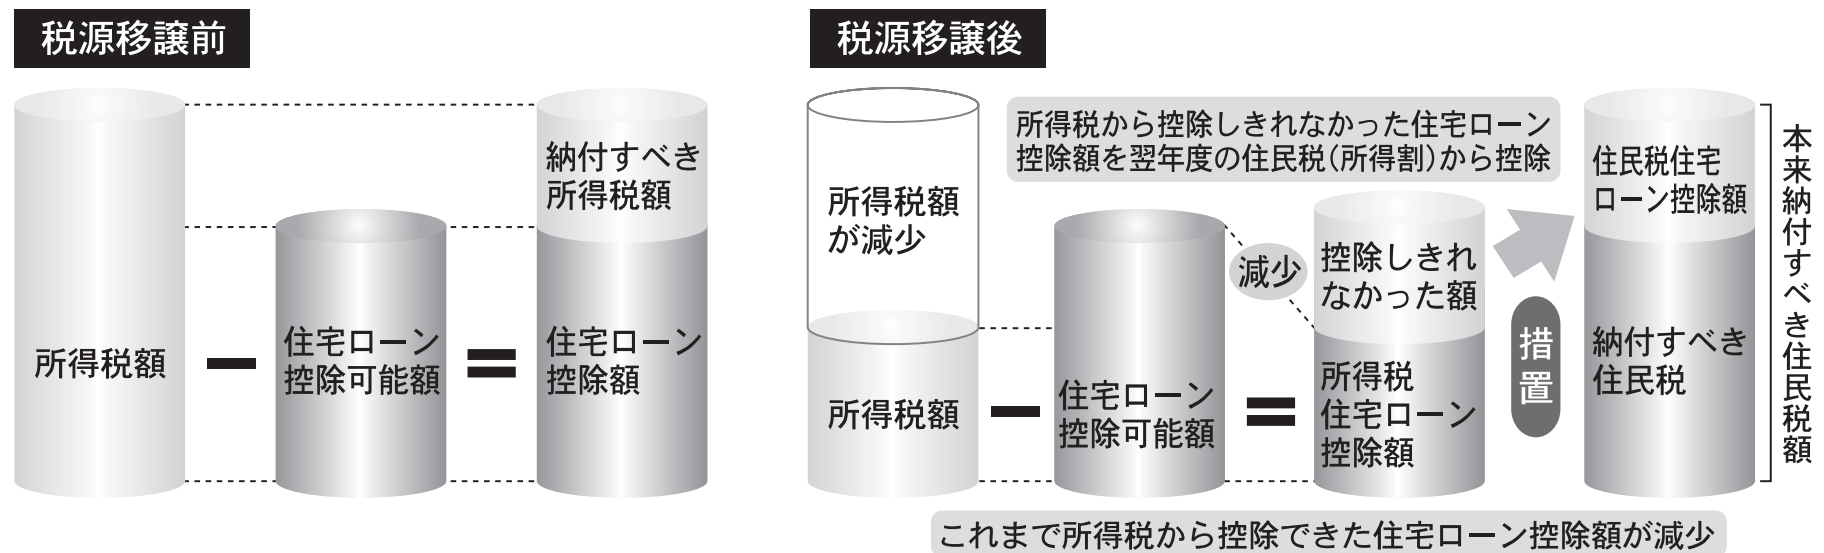 税源移譲前
所得税額
住宅ローン
控除可能額
納付すべき
所得税額
住宅ローン
控除額
税源移譲後
所得税額
が減少
所得税額
住宅ローン
控除可能額
減少
所得税から控除しきれなかった住宅ローン
控除額を翌年度の住民税(所得割)から控除
控除しきれ
なかった額
所得税
住宅ローン
控除額
措置
住民税住宅
ローン控除額
納付すべき
住民税
本来納付すべき住民税額
これまで所得税から控除できた住宅ローン控除額が減少